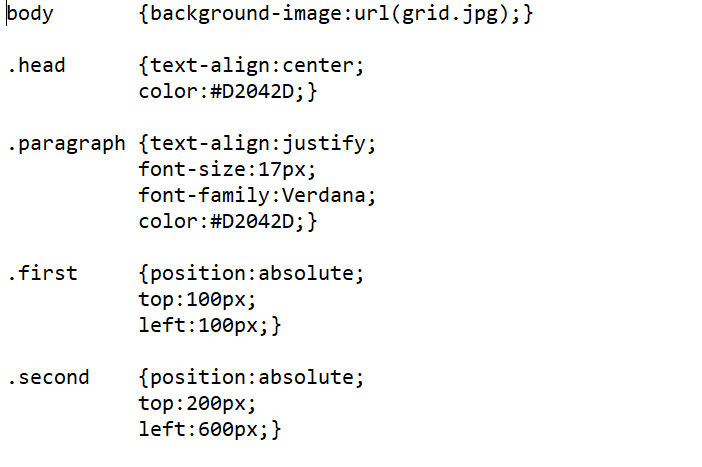 body {background-image:url(grid.jpg);}
.head {text-align:center;
color:#D2042D;}
.paragraph {text-align:justify;
font-size:17px;
font-family:Verdana;
color:#D2042D;}
.first {position:absolute;
top:100px;
left:100px;}
.second {position:absolute;
top:200px;
left:600px;}